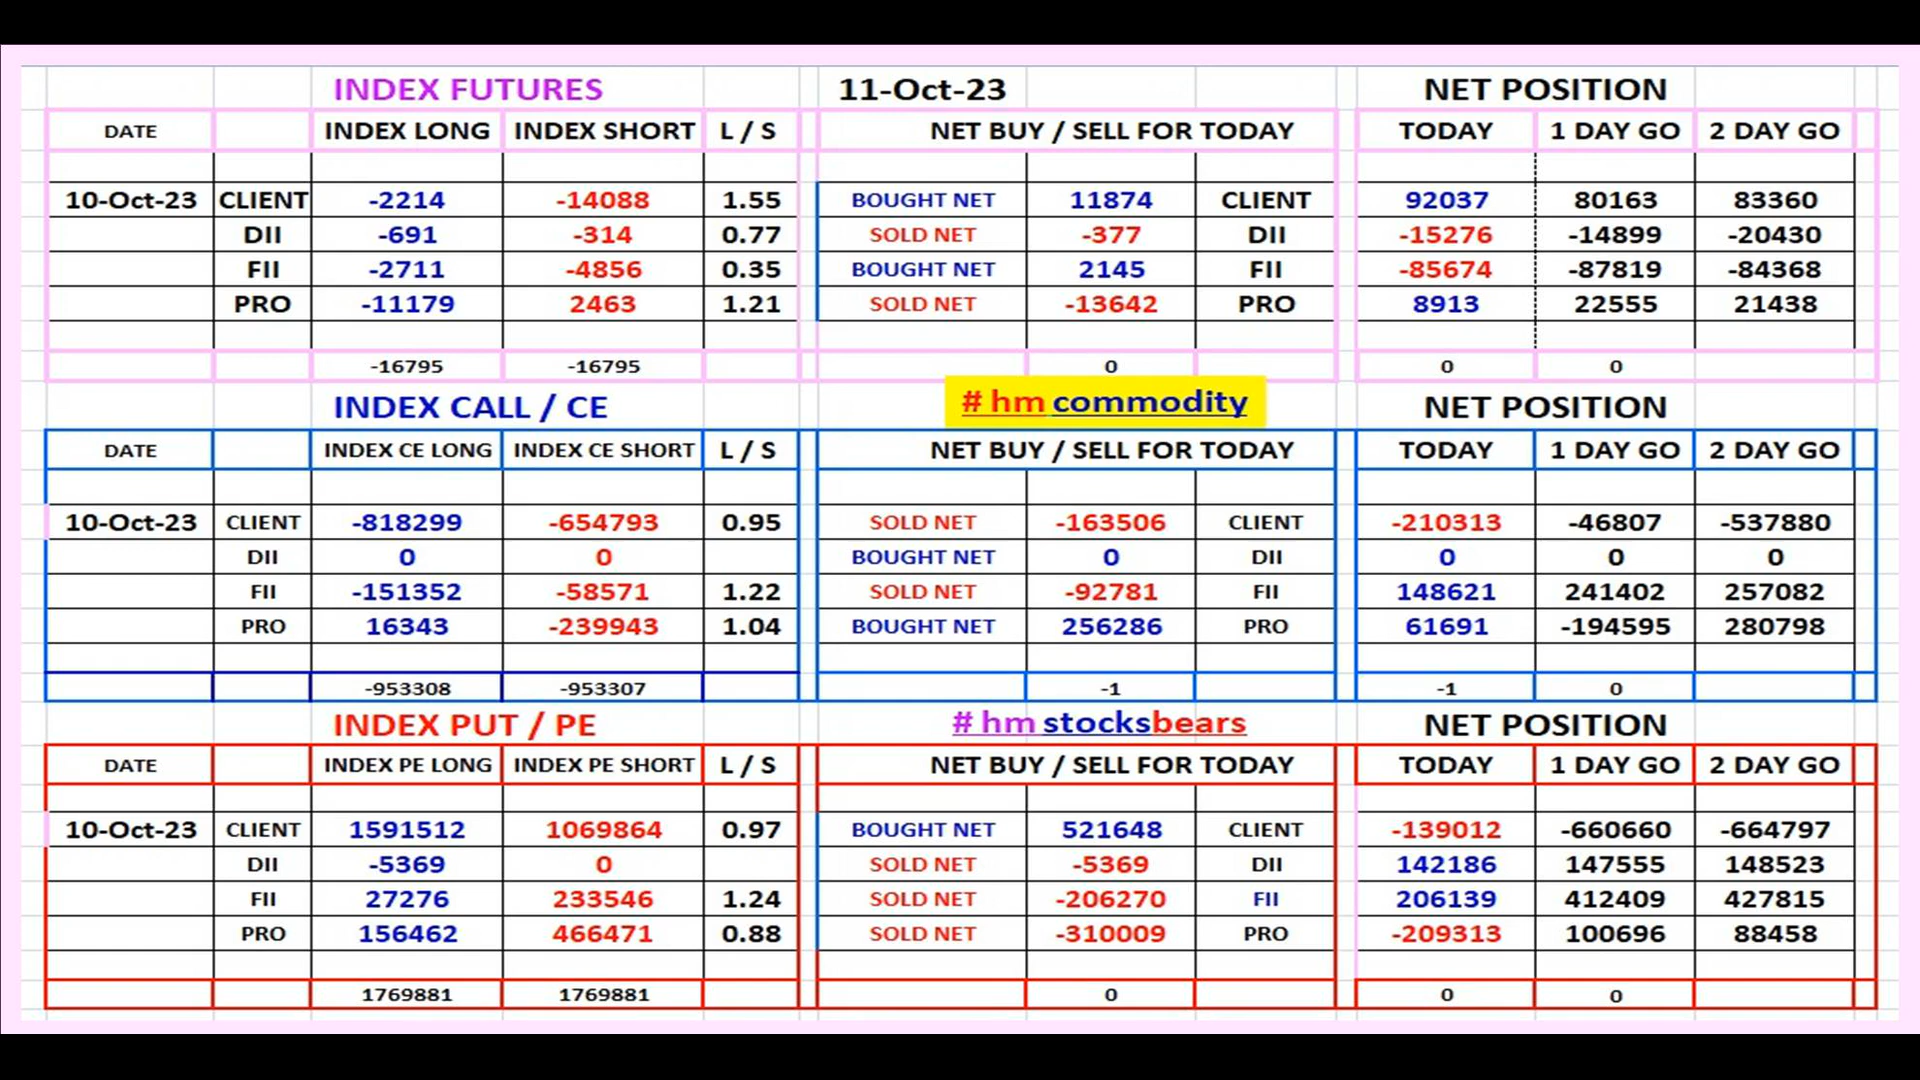 INDEX FUTURES 11-Oct-23 NET POSITION
DATE INDEX LONG INDEX SHORT L / S NET BUY / SELL FOR TODAY TODAY 1 DAY GO 2 DAY GO
10-Oct-23 CLIENT -2214 -14088 1.55 BOUGHT NET 11874 CLIENT 92037 80163 83360
DII -691 -314 0.77 SOLD NET -377 DII -15276 -14899 -20430
FII -2711 -4856 0.35 BOUGHT NET 2145 FII -85674 -87819 -84368
PRO -11179 2463 1.21 SOLD NET -13642 PRO 8913 22555 21438
-16795 -16795 0 0 0
INDEX CALL / CE # hm commodity NET POSITION
DATE INDEX CE LONG INDEX CE SHORT L / S NET BUY / SELL FOR TODAY TODAY 1 DAY GO 2 DAY GO
10-Oct-23 CLIENT -818299 -654793 0.95 SOLD NET -163506 CLIENT -210313 -46807 -537880
DII 0 0 BOUGHT NET 0 DII 0 0 0
FII -151352 -58571 1.22 SOLD NET -92781 FII 148621 241402 257082
PRO 16343 -239943 1.04 BOUGHT NET 256286 PRO 61691 -194595 280798
-953308 -953307 -1 -1 0
INDEX PUT / PE # hm stocksbears NET POSITION
DATE INDEX PE LONG INDEX PE SHORT L / S NET BUY / SELL FOR TODAY TODAY 1 DAY GO 2 DAY GO
10-Oct-23 CLIENT 1591512 1069864 0.97 BOUGHT NET 521648 CLIENT -139012 -660660 -664797
DII -5369 0 SOLD NET -5369 DII 142186 147555 148523
FII 27276 233546 1.24 SOLD NET -206270 FII 206139 412409 427815
PRO 156462 466471 0.88 SOLD NET -310009 PRO -209313 100696 88458
1769881 1769881 0 0 0